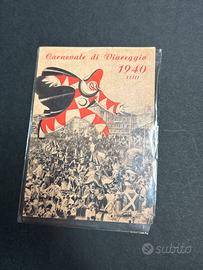 Carnevale di Viareggio
1940
XVIII
subito